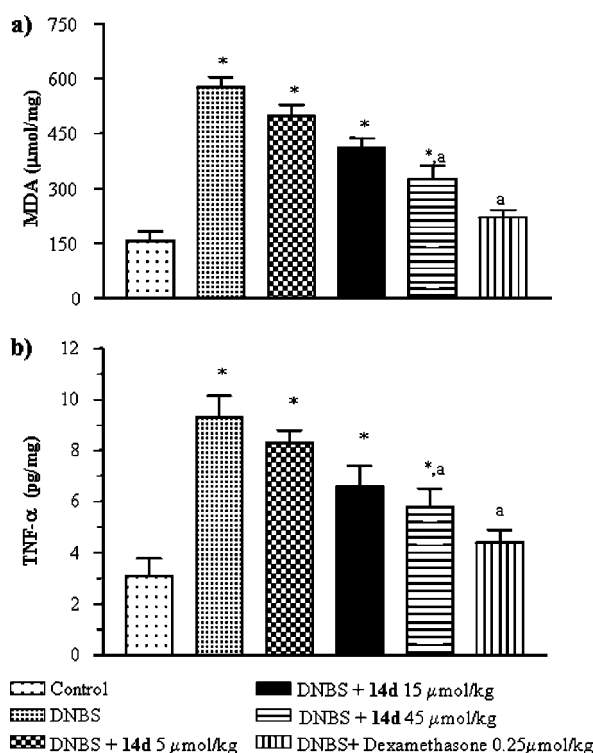 a)
750
600
450
300
150
0
MDA (µmol/mg)
* * * *,a a
b)
12
10
8
6
4
2
0
TNF-α (pg/mg)
* * * *,a a
Control
DNBS
DNBS + 14d 5 µmol/kg
DNBS + 14d 15 µmol/kg
DNBS + 14d 45 µmol/kg
DNBS+ Dexamethasone 0.25µmol/kg